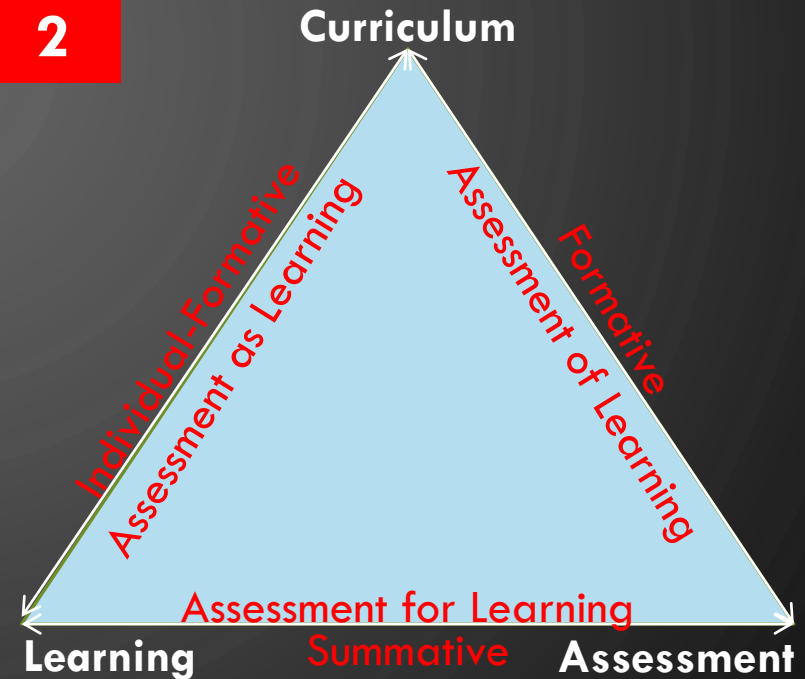 2
Curriculum
Individual-Formative
Assessment as Learning
Assessment of Learning
Formative
Assessment for Learning
Summative
Learning
Assessment